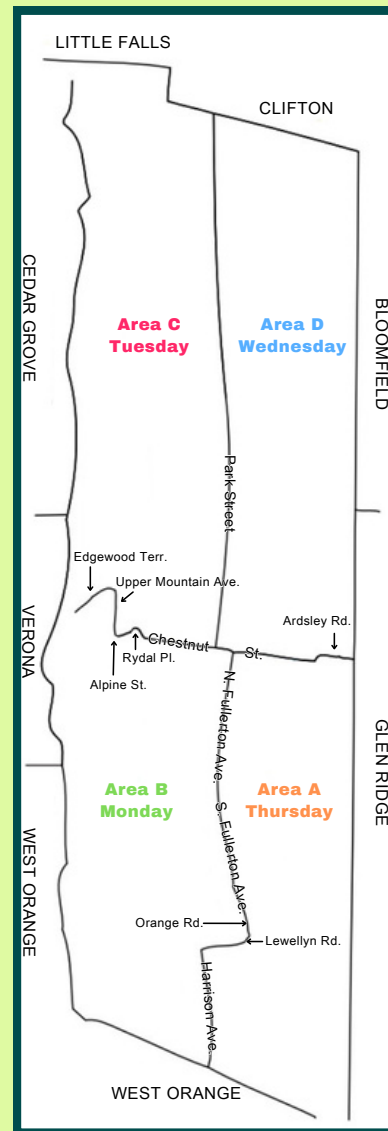 LITTLE FALLS
CLIFTON
CEDAR GROVE
Area C
Tuesday
Area D
Wednesday
BLOOMFIELD
Park Street
Edgewood Terr.
Upper Mountain Ave.
Ardsley Rd.
VERONA
Chestnut St.
Rydal Pl.
Alpine St.
N. Fullerton Ave.
GLEN RIDGE
Area B
Monday
Area A
Thursday
S. Fullerton Ave.
WEST ORANGE
Orange Rd.
Lewellyn Rd.
Harrison Ave.
WEST ORANGE